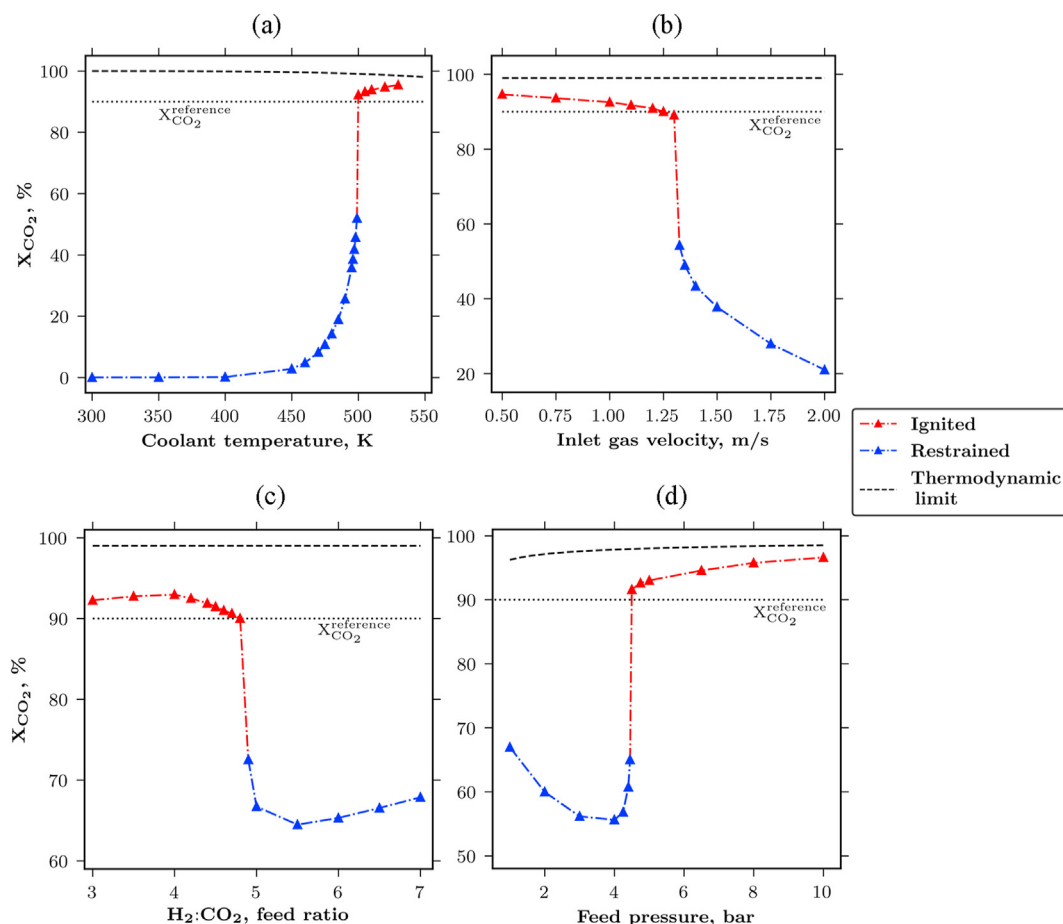 (a)
(b)
100
80
60
40
20
0
X_CO₂, %
X_CO₂^reference
300 350 400 450 500 550
Coolant temperature, K
100
80
60
40
20
X_CO₂^reference
0.50 0.75 1.00 1.25 1.50 1.75 2.00
Inlet gas velocity, m/s
Ignited
Restrained
Thermodynamic
limit
(c)
(d)
100
90
80
70
60
X_CO₂, %
X_CO₂^reference
3 4 5 6 7
H₂:CO₂, feed ratio
100
90
80
70
60
50
X_CO₂^reference
2 4 6 8 10
Feed pressure, bar